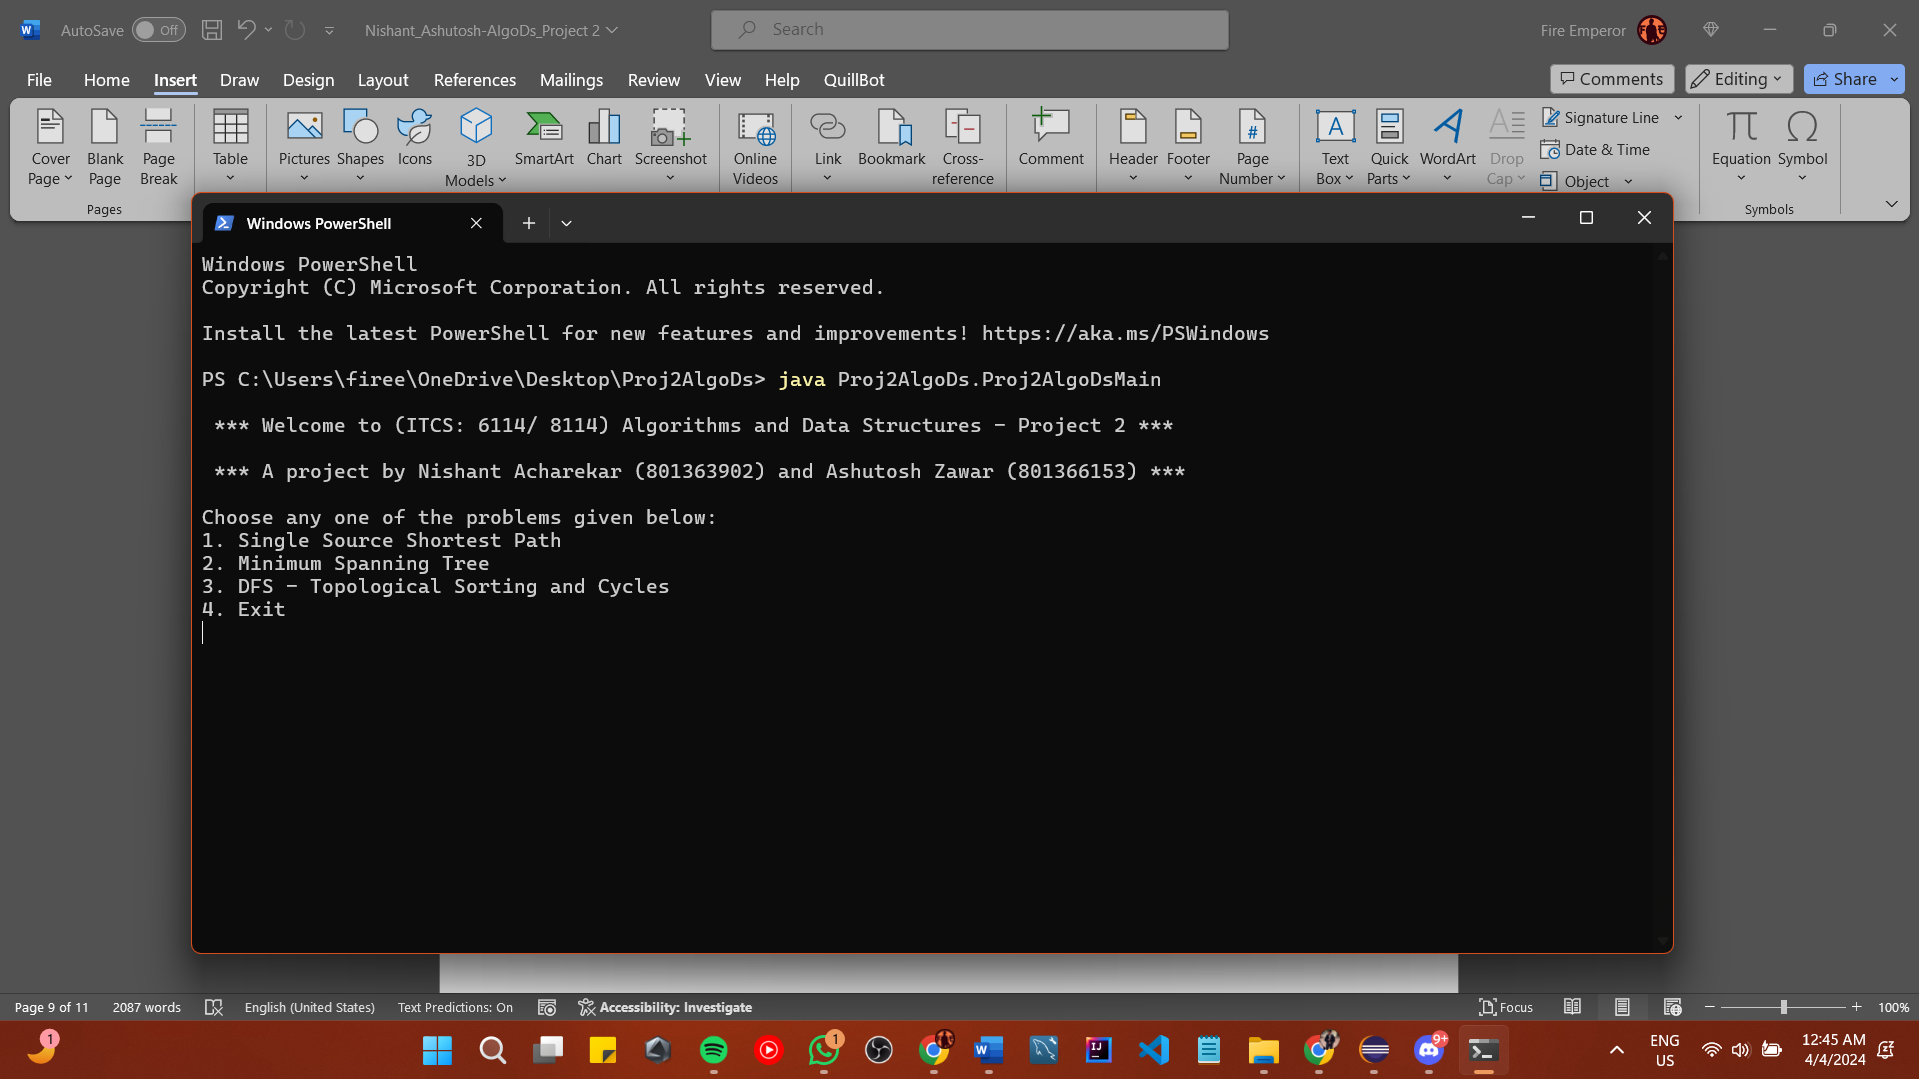 AutoSave
Off
Nishant_Ashutosh-AlgoDs_Project 2
Search
Fire Emperor
File Home Insert Draw Design Layout References Mailings Review View Help QuillBot
Comments
Editing
Share
Cover Page
Blank Page
Page Break
Table
Pictures
Shapes
Icons
3D Models
SmartArt
Chart
Screenshot
Online Videos
Link
Bookmark
Cross-reference
Comment
Header
Footer
Page Number
Text Box
Quick Parts
WordArt
Drop Cap
Signature Line
Date & Time
Object
Equation
Symbol
Pages
Symbols
Windows PowerShell
Windows PowerShell
Copyright (C) Microsoft Corporation. All rights reserved.
Install the latest PowerShell for new features and improvements! https://aka.ms/PSWindows
PS C:\Users\firee\OneDrive\Desktop\Proj2AlgoDs> java Proj2AlgoDs.Proj2AlgoDsMain
*** Welcome to (ITCS: 6114/ 8114) Algorithms and Data Structures - Project 2 ***
*** A project by Nishant Acharekar (801363902) and Ashutosh Zawar (801366153) ***
Choose any one of the problems given below:
1. Single Source Shortest Path
2. Minimum Spanning Tree
3. DFS - Topological Sorting and Cycles
4. Exit
Page 9 of 11 2087 words English (United States) Text Predictions: On Accessibility: Investigate Focus 100%
1
1
9+
ENG
US
12:45 AM
4/4/2024